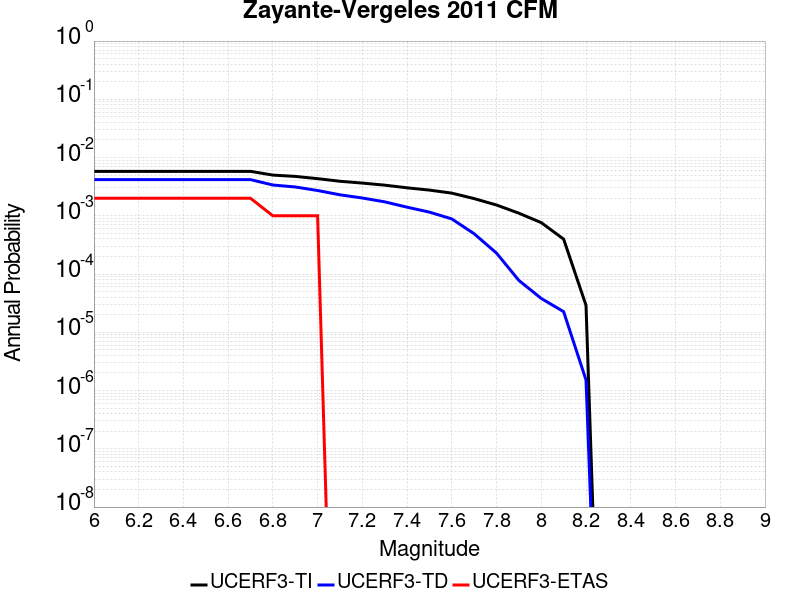 Zayante-Vergeles 2011 CFM
10^0
10^-1
10^-2
10^-3
10^-4
10^-5
10^-6
10^-7
10^-8
Annual Probability
6 6.2 6.4 6.6 6.8 7 7.2 7.4 7.6 7.8 8 8.2 8.4 8.6 8.8 9
Magnitude
UCERF3-TI UCERF3-TD UCERF3-ETAS